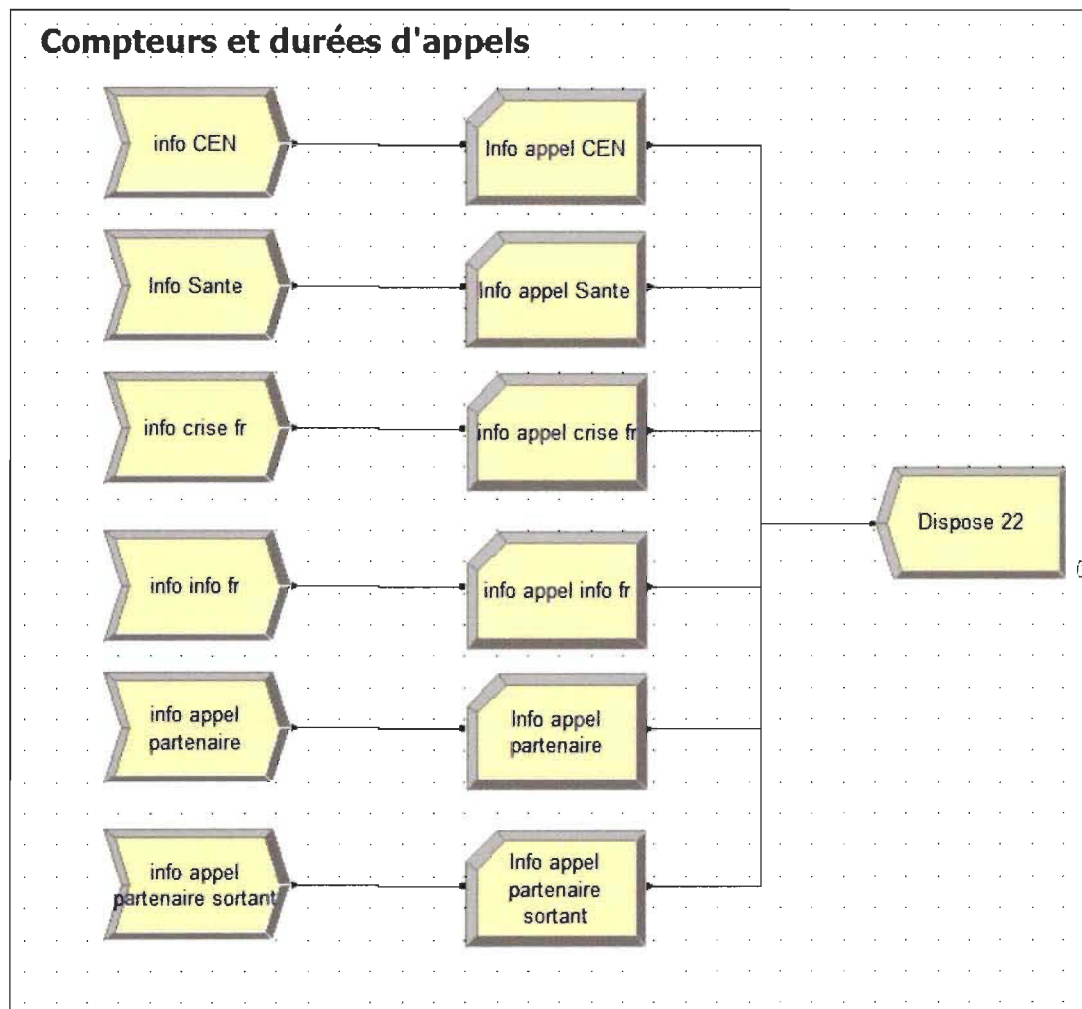 Compteurs et durées d'appels
info CEN
Info appel CEN
Info Sante
Info appel Sante
info crise fr
info appel crise fr
Dispose 22
info info fr
info appel info fr
info appel
partenaire
Info appel
partenaire
info appel
partenaire sortant
Info appel
partenaire
sortant